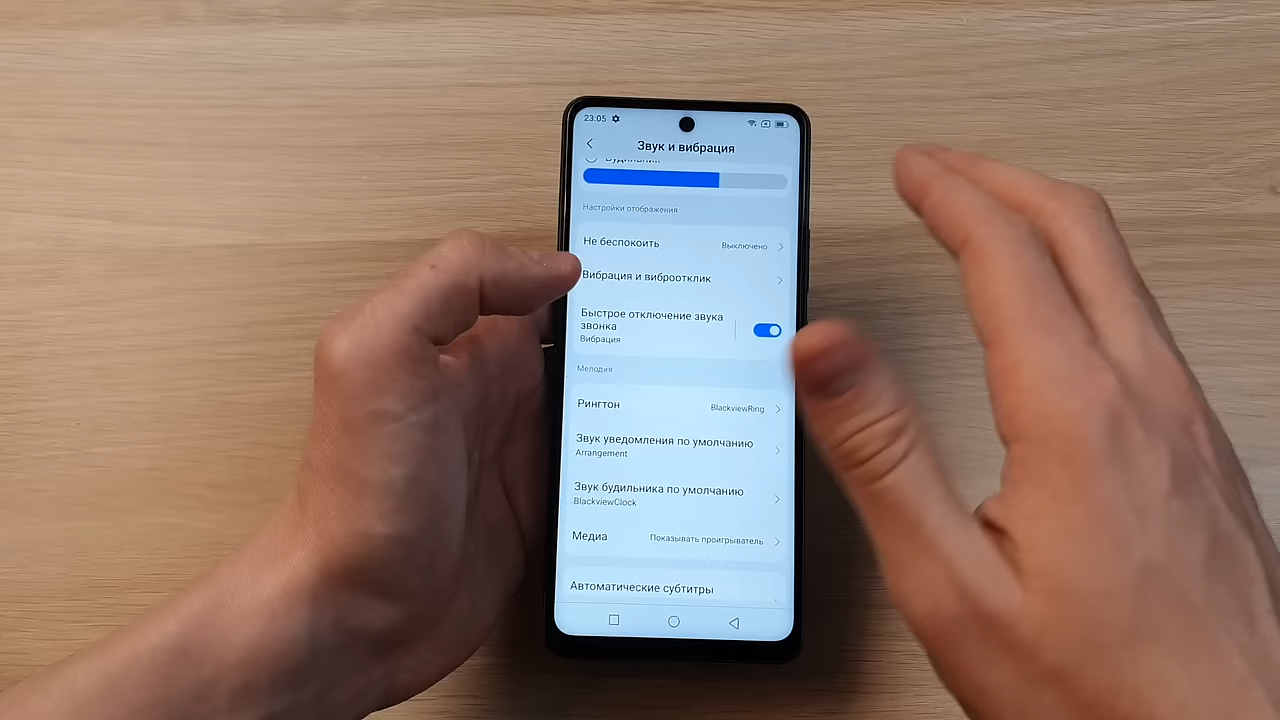 23:05
Звук и вибрация
Будильник
Настройки отображения
Не беспокоить
Выключено
Вибрация и виброотклик
Быстрое отключение звука
звонка
Вибрация
Мелодия
Рингтон
BlackviewRing
Звук уведомления по умолчанию
Arrangement
Звук будильника по умолчанию
BlackviewClock
Медиа
Показывать проигрыватель
Автоматические субтитры